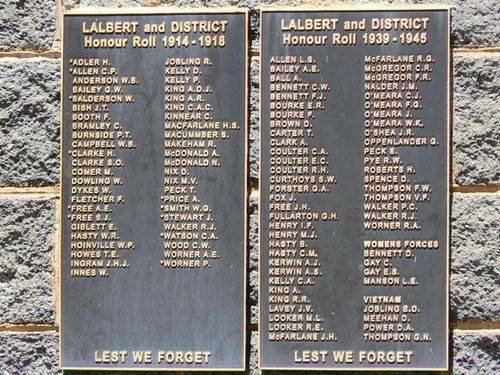 LALBERT and DISTRICT
Honour Roll 1914 - 1918
*ADLER H.
*ALLEN C.P.
ANDERSON W.B.
BAILEY G.W.
*BALDERSON W.
BISH J.T.
BOOTH F.
BRAMLEY C.
BURNSIDE P.T.
CAMPBELL W.B.
*CLARKE H.
CLARKE S.O.
COMER M.
DOWLING W.
DYKES W.
FLETCHER F.
*FREE A.E.
*FREE S.J.
GIBLETT E.
HASTY W.R.
HOINVILLE W.P.
HOWES T.E.
INGRAM J.H.J.
INNES W.
JOBLING R.
KELLY D.
KELLY P.
KING A.D.J.
KING A.R.
KING C.A.C.
KINNEAR C.
MACFARLANE H.S.
MACUMMBER S.
MAKEHAM R.
McDONALD A.
McDONALD N.
NIX D.
NIX M.V.
PECK T.
*PRICE A.
*SMITH W.G.
*STEWART J.
WALKER R.J.
*WATSON C.A.
WOOD C.W.
WORNER A.E.
*WORNER P.
LEST WE FORGET
LALBERT and DISTRICT
Honour Roll 1939 - 1945
ALLEN L.S.
BAILEY A.E.
BALL A.
BENNETT C.W.
BENNETT F.J.
BOURKE E.R.
BOURKE F.
BROWN D.
CARTER T.
CLARK A.
COULTER C.A.
COULTER E.C.
COULTER R.H.
CURTHOYS S.W.
FORSTER G.A.
FOX J.
FREE J.H.
FULLARTON G.H.
HENRY I.F.
HENRY M.J.
HASTY B.
HASTY C.M.
KERWIN A.J.
KERWIN A.S.
KELLY C.A.
KING A.
KING R.R.
LAVEY J.V.
LOOKER M.L.
LOOKER R.E.
McFARLANE J.H.
McFARLANE R.G.
McGREGOR C.R.
McGREGOR F.R.
NALDER J.M.
O'MEARA C.J.
O'MEARA F.G.
O'MEARA J.
O'MEARA W.K.
O'SHEA J.R.
OPPENLANDER G.
PECK E.
PYE R.W.
ROBERTS H.
SPENCE D.
THOMPSON F.W.
THOMPSON V.F.
WALKER P.C.
WALKER R.J.
WORNER R.A.
WOMENS FORCES
BENNETT D.
GAY C.
GAY E.B.
MANSON L.E.
VIETNAM
JOBLING E.D.
MEEHAN D.
POWER D.A.
THOMPSON G.N.
LEST WE FORGET